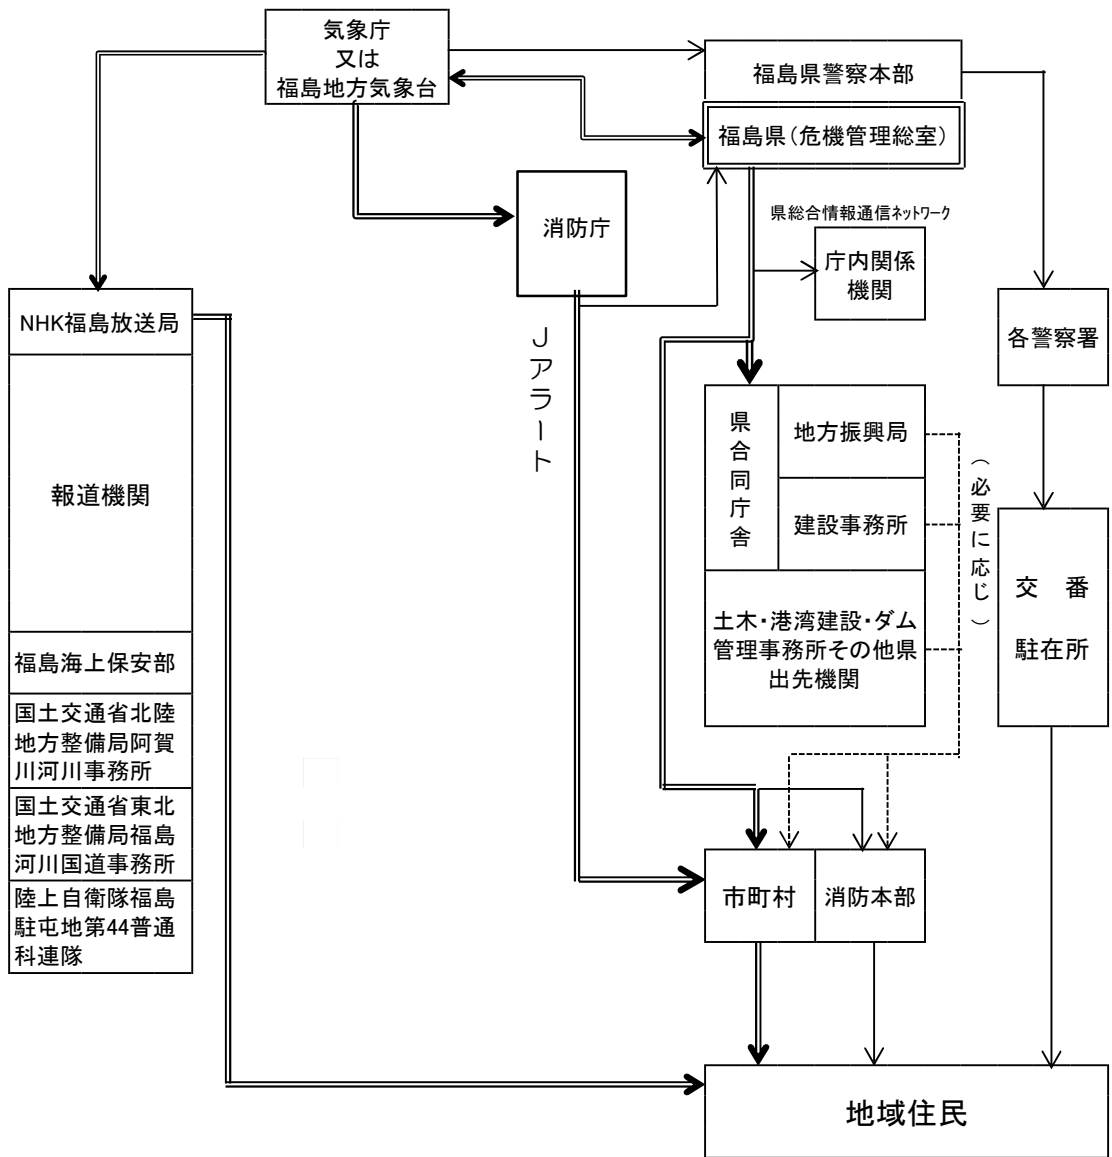 気象庁
又は
福島地方気象台
福島県警察本部
福島県(危機管理総室)
消防庁
県総合情報通信ネットワーク
庁内関係
機関
NHK福島放送局
各警察署
Jアラート
県合同庁舎
地方振興局
(必要に応じ)
報道機関
建設事務所
交 番
駐在所
土木・港湾建設・ダム
管理事務所その他県
出先機関
福島海上保安部
国土交通省北陸
地方整備局阿賀
川河川事務所
国土交通省東北
地方整備局福島
河川国道事務所
陸上自衛隊福島
駐屯地第44普通
科連隊
市町村
消防本部
地域住民